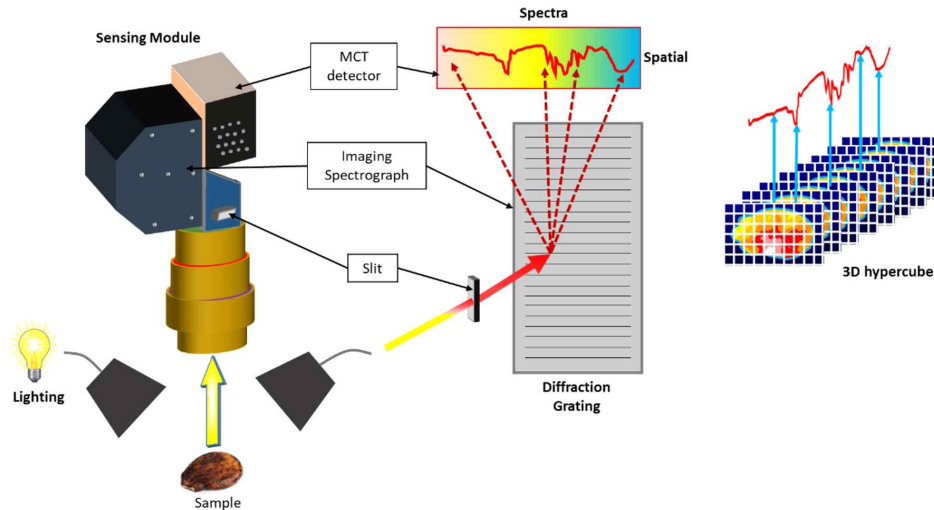 Spectra
Sensing Module
MCT
detector
Spatial
Imaging
Spectrograph
Slit
3D hypercube
Lighting
Diffraction
Grating
Sample